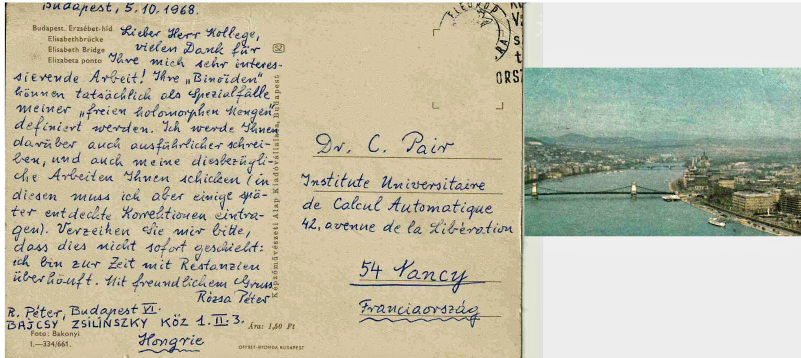 Budapest, 5.10.1968.
Budapest. Erzsébet-híd
Elisabethbrücke
Elisabeth Bridge
Elizabeta ponto
Lieber Herr Kollege,
vielen Dank für
Ihre mich sehr interes-
sierende Arbeit! Ihre „Binoiden"
können tatsächlich als Spezialfälle
meiner „freien holomorphen Mengen"
definiert werden. Ich werde Ihnen
darüber auch ausführlicher schrei-
ben, und auch meine diesbezügli-
che Arbeiten Ihnen schicken (in
diesen muss ich aber einige spä-
ter entdeckte Korrektionen eintra-
gen). Verzeihen Sie mir bitte,
dass dies nicht sofort geschieht:
ich bin zur Zeit mit Restanzien
überhäuft. Mit freundlichem Gruss
Rózsa Péter
R. Péter, Budapest VI.
BAJCSY ZSILINSZKY KÖZ 1. II. 3.
Hongrie
Foto: Bakonyi
I.—334/661.
Ára: 1,50 Ft
OFFSET-NYOMDA BUDAPEST
Képzőművészeti Alap Kiadóvállalata, Budapest
Dr. C. Pair
Institute Universitaire
de Calcul Automatique
42, avenue de la Libération
54 Nancy
Franciaország